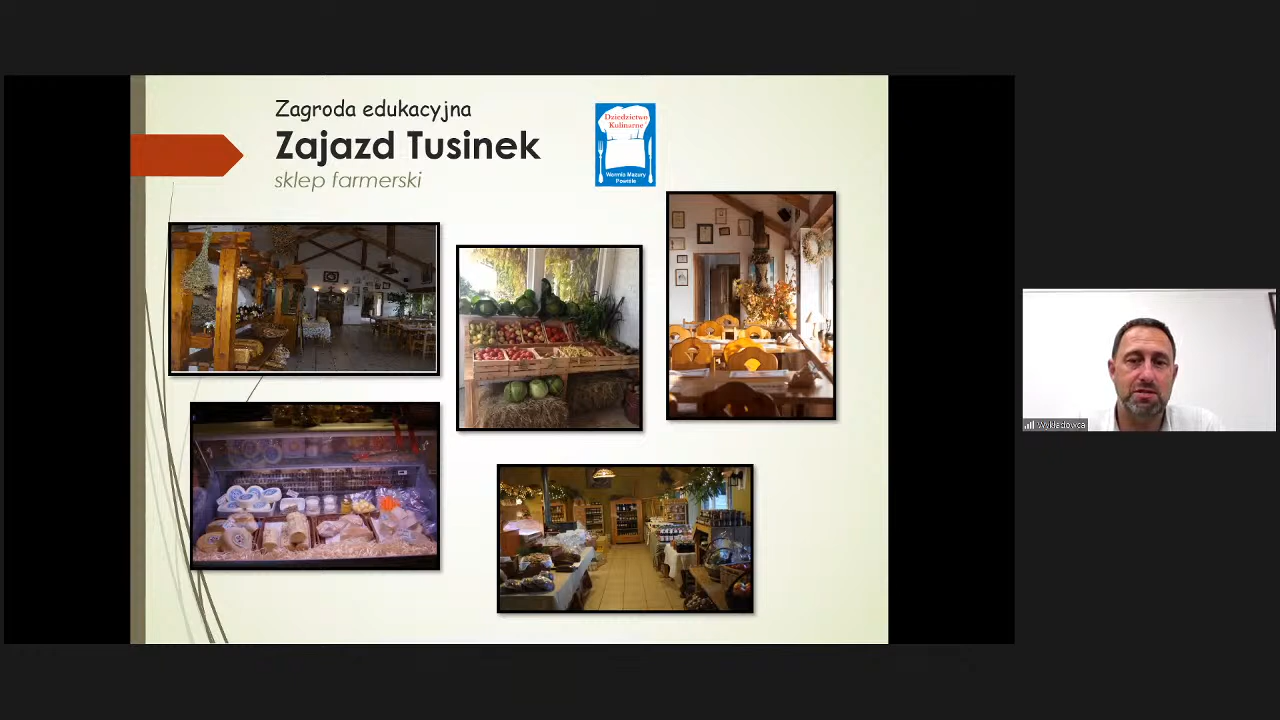 Zagroda edukacyjna
Zajazd Tusinek
sklep farmerski
Dziedzictwo
Kulinarne
Warmia Mazury
Powiśle
Wykładowca